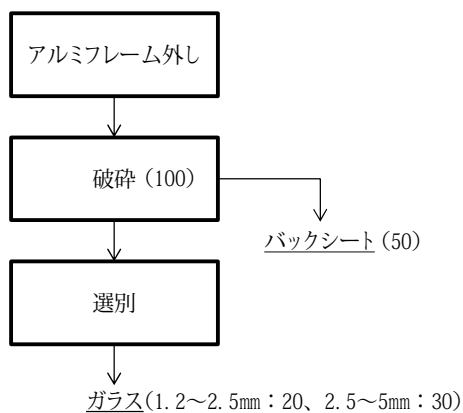 アルミフレーム外し
破砕（100）
バックシート（50）
選別
ガラス(1.2～2.5㎜：20、2.5～5㎜：30)